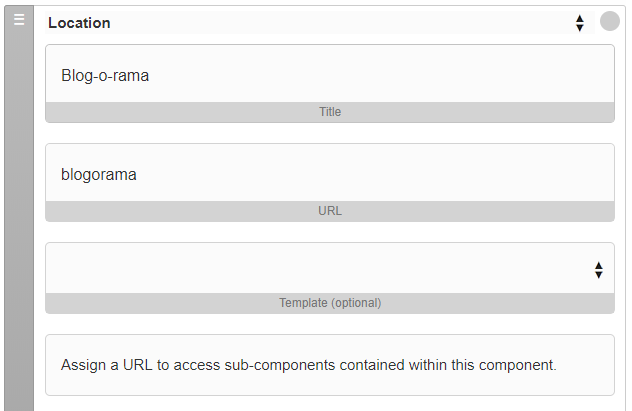 Location
Blog-o-rama
Title
blogorama
URL
Template (optional)
Assign a URL to access sub-components contained within this component.